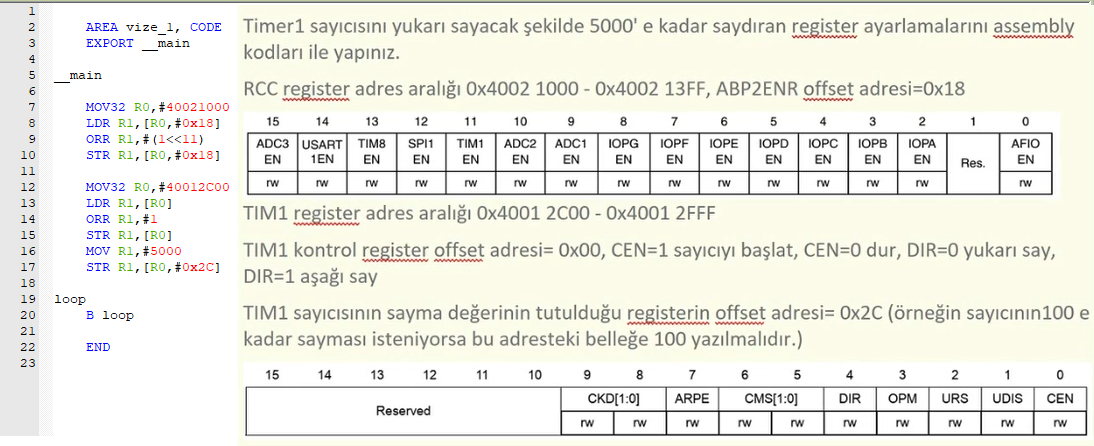 1
2 AREA vize_1, CODE
3 EXPORT __main
4
5 __main
6
7 MOV32 R0,#40021000
8 LDR R1,[R0,#0x18]
9 ORR R1,#(1<<11)
10 STR R1,[R0,#0x18]
11
12 MOV32 R0,#40012C00
13 LDR R1,[R0]
14 ORR R1,#1
15 STR R1,[R0]
16 MOV R1,#5000
17 STR R1,[R0,#0x2C]
18
19 loop
20 B loop
21
22 END
23
Timer1 sayıcısını yukarı sayacak şekilde 5000' e kadar saydıran register ayarlamalarını assembly
kodları ile yapınız.
RCC register adres aralığı 0x4002 1000 - 0x4002 13FF, ABP2ENR offset adresi=0x18
15 14 13 12 11 10 9 8 7 6 5 4 3 2 1 0
ADC3 USART TIM8 SPI1 TIM1 ADC2 ADC1 IOPG IOPF IOPE IOPD IOPC IOPB IOPA Res. AFIO
EN 1EN EN EN EN EN EN EN EN EN EN EN EN EN EN
rw rw rw rw rw rw rw rw rw rw rw rw rw rw rw
TIM1 register adres aralığı 0x4001 2C00 - 0x4001 2FFF
TIM1 kontrol register offset adresi= 0x00, CEN=1 sayıcıyı başlat, CEN=0 dur, DIR=0 yukarı say,
DIR=1 aşağı say
TIM1 sayıcısının sayma değerinin tutulduğu registerin offset adresi= 0x2C (örneğin sayıcının100 e
kadar sayması isteniyorsa bu adresteki belleğe 100 yazılmalıdır.)
15 14 13 12 11 10 9 8 7 6 5 4 3 2 1 0
Reserved CKD[1:0] ARPE CMS[1:0] DIR OPM URS UDIS CEN
rw rw rw rw rw rw rw rw rw rw